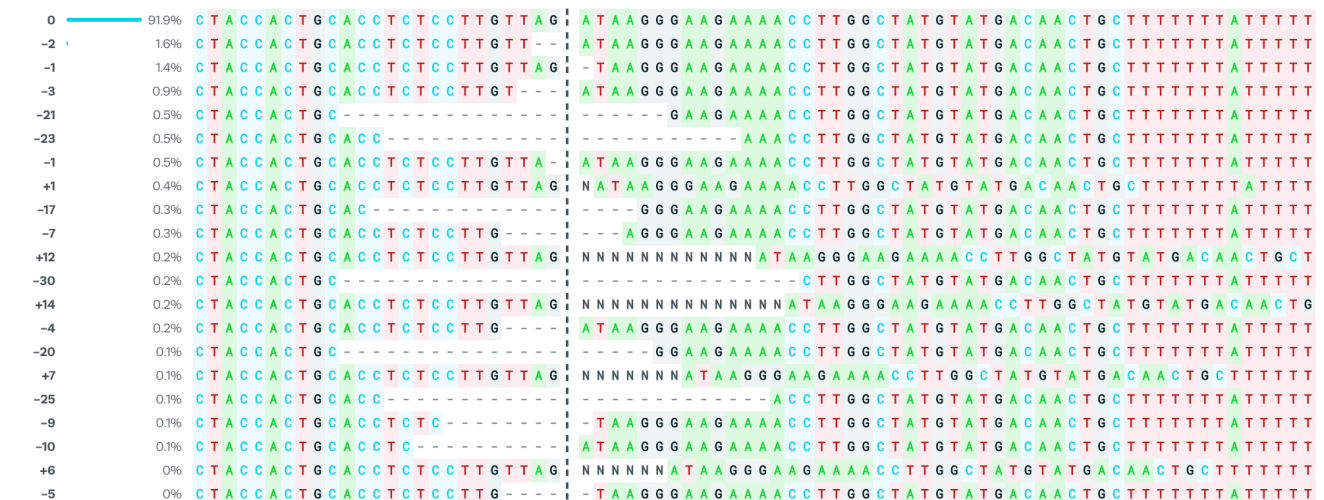 0 91.9% CTACCACTGCACCTCTCCTTGTTAG ATAAGGGAAGAAAACCTTGGCTATGTATGACAACTGCTTTTTTTATTTTT
-2 1.6% CTACCACTGCACCTCTCCTTGTT-- ATAAGGGAAGAAAACCTTGGCTATGTATGACAACTGCTTTTTTTATTTTT
-1 1.4% CTACCACTGCACCTCTCCTTGTTAG -TAAGGGAAGAAAACCTTGGCTATGTATGACAACTGCTTTTTTTATTTTT
-3 0.9% CTACCACTGCACCTCTCCTTGT--- ATAAGGGAAGAAAACCTTGGCTATGTATGACAACTGCTTTTTTTATTTTT
-21 0.5% CTACCACTGC--------------- ------GAAGAAAACCTTGGCTATGTATGACAACTGCTTTTTTTATTTTT
-23 0.5% CTACCACTGCACC------------ -----------AAACCTTGGCTATGTATGACAACTGCTTTTTTTATTTTT
-1 0.5% CTACCACTGCACCTCTCCTTGTTA- ATAAGGGAAGAAAACCTTGGCTATGTATGACAACTGCTTTTTTTATTTTT
+1 0.4% CTACCACTGCACCTCTCCTTGTTAG NATAAGGGAAGAAAACCTTGGCTATGTATGACAACTGCTTTTTTTATTTT
-17 0.3% CTACCACTGCAC------------- ----GGGAAGAAAACCTTGGCTATGTATGACAACTGCTTTTTTTATTTTT
-7 0.3% CTACCACTGCACCTCTCCTTG---- ---AGGGAAGAAAACCTTGGCTATGTATGACAACTGCTTTTTTTATTTTT
+12 0.2% CTACCACTGCACCTCTCCTTGTTAG NNNNNNNNNNNNATAAGGGAAGAAAACCTTGGCTATGTATGACAACTGCT
-30 0.2% CTACCACTGC--------------- ---------------CTTGGCTATGTATGACAACTGCTTTTTTTATTTTT
+14 0.2% CTACCACTGCACCTCTCCTTGTTAG NNNNNNNNNNNNNNATAAGGGAAGAAAACCTTGGCTATGTATGACAACTG
-4 0.2% CTACCACTGCACCTCTCCTTG---- ATAAGGGAAGAAAACCTTGGCTATGTATGACAACTGCTTTTTTTATTTTT
-20 0.1% CTACCACTGC--------------- -----GGAAGAAAACCTTGGCTATGTATGACAACTGCTTTTTTTATTTTT
+7 0.1% CTACCACTGCACCTCTCCTTGTTAG NNNNNNNATAAGGGAAGAAAACCTTGGCTATGTATGACAACTGCTTTTTT
-25 0.1% CTACCACTGCACC------------ -------------ACCTTGGCTATGTATGACAACTGCTTTTTTTATTTTT
-9 0.1% CTACCACTGCACCTCTC-------- -TAAGGGAAGAAAACCTTGGCTATGTATGACAACTGCTTTTTTTATTTTT
-10 0.1% CTACCACTGCACCTC---------- ATAAGGGAAGAAAACCTTGGCTATGTATGACAACTGCTTTTTTTATTTTT
+6 0% CTACCACTGCACCTCTCCTTGTTAG NNNNNNATAAGGGAAGAAAACCTTGGCTATGTATGACAACTGCTTTTTTT
-5 0% CTACCACTGCACCTCTCCTTG---- -TAAGGGAAGAAAACCTTGGCTATGTATGACAACTGCTTTTTTTATTTTT